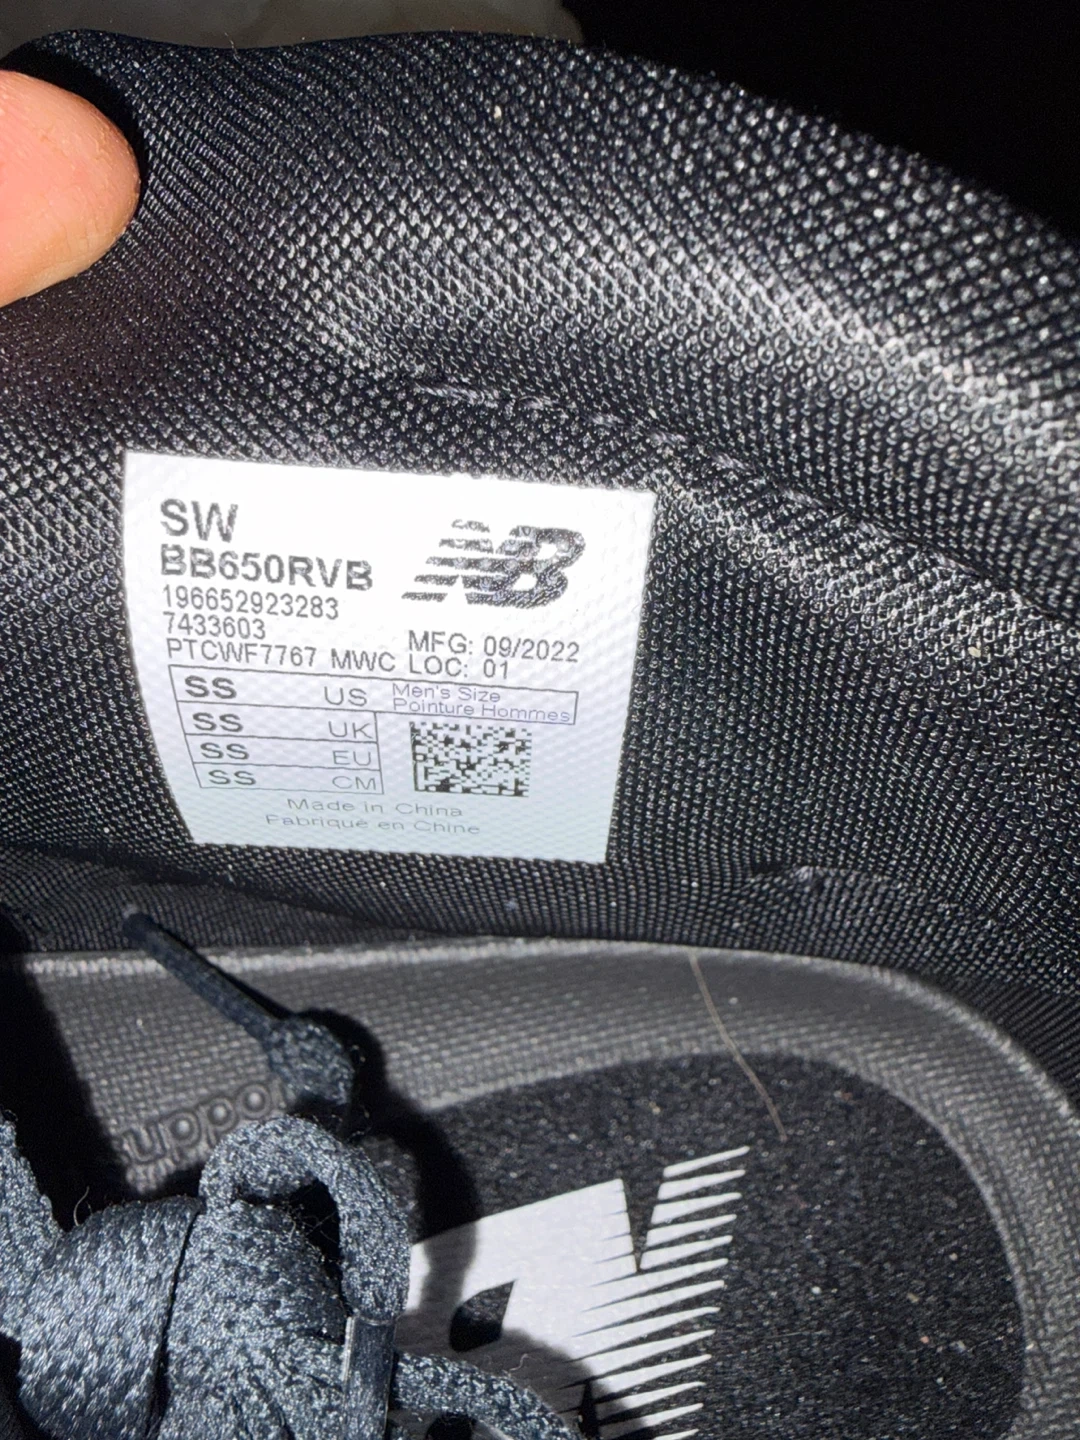 SW
BB650RVB
196652923283
7433603
PTCWF7767 MWC
NB
MFG: 09/2022
LOC: 01
SS US Men's Size
Pointure Hommes
SS UK
SS EU
SS CM
Made in China
Fabriqué en Chine